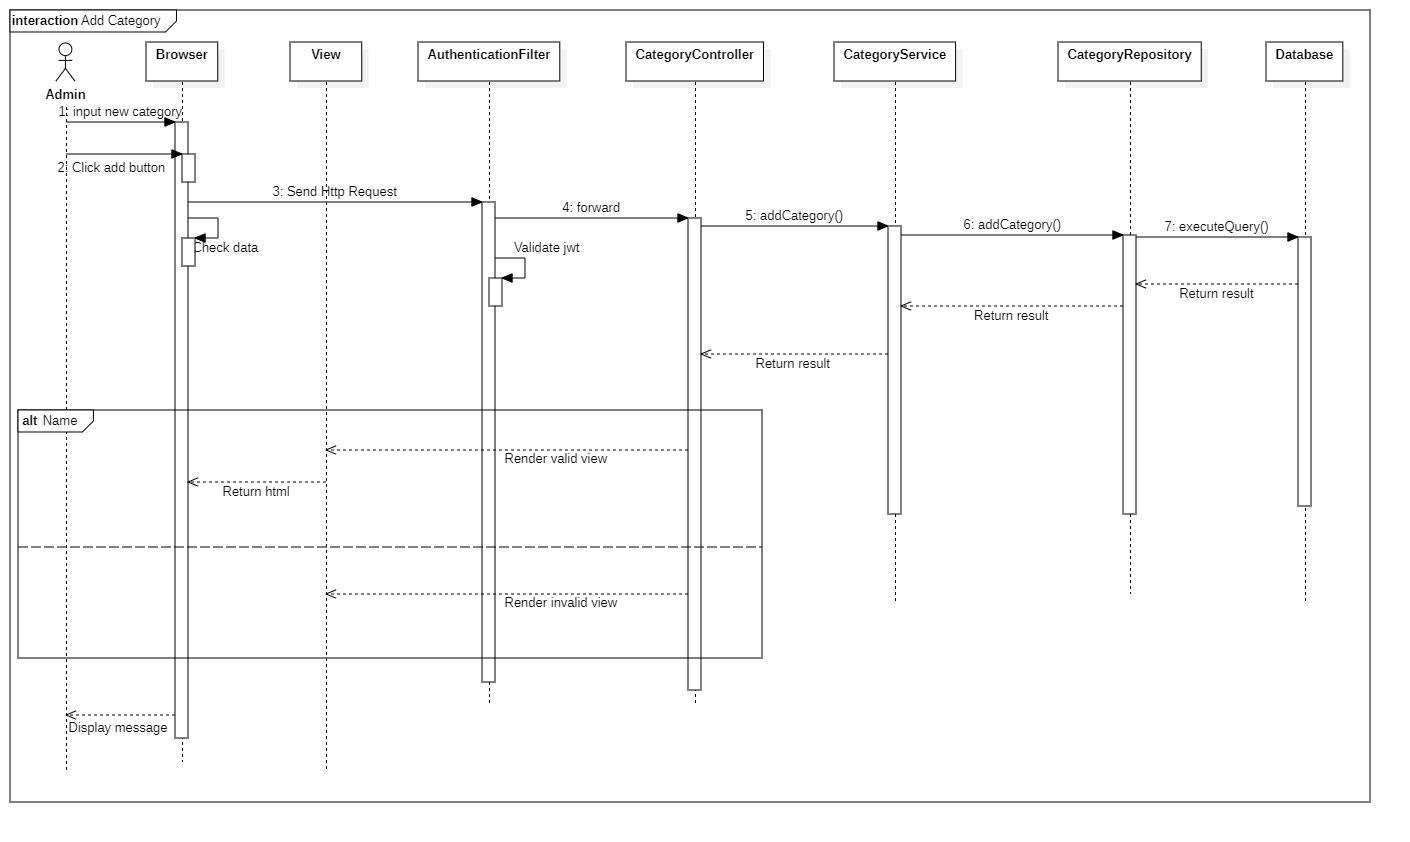 interaction Add Category
Admin
Browser
View
AuthenticationFilter
CategoryController
CategoryService
CategoryRepository
Database
1: input new category
2: Click add button
3: Send Http Request
4: forward
5: addCategory()
6: addCategory()
7: executeQuery()
Check data
Validate jwt
Return result
Return result
Return result
alt Name
Render valid view
Return html
Render invalid view
Display message